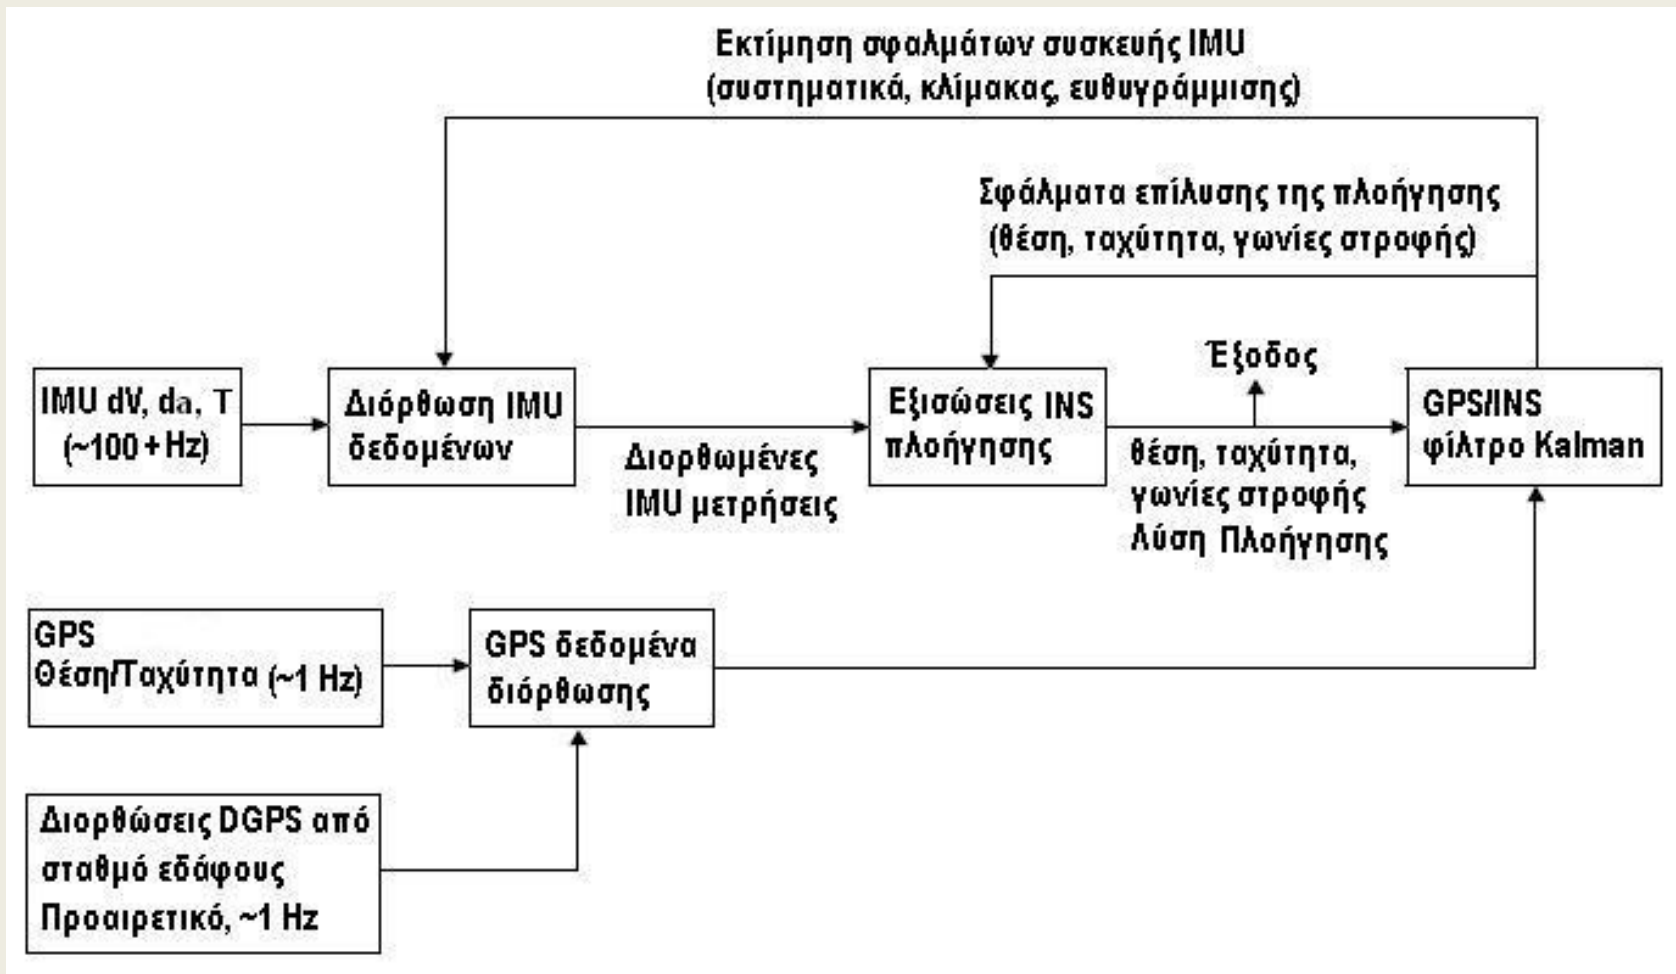 Εκτίμηση σφαλμάτων συσκευής IMU
(συστηματικά, κλίμακας, ευθυγράμμισης)
Σφάλματα επίλυσης της πλοήγησης
(θέση, ταχύτητα, γωνίες στροφής)
Έξοδος
IMU dV, da, T
(~100 + Hz)
Διόρθωση IMU
δεδομένων
Διορθωμένες
IMU μετρήσεις
Εξισώσεις INS
πλοήγησης
θέση, ταχύτητα,
γωνίες στροφής
Λύση Πλοήγησης
GPS/INS
φίλτρο Kalman
GPS
Θέση/Ταχύτητα (~1 Hz)
GPS δεδομένα
διόρθωσης
Διορθώσεις DGPS από
σταθμό εδάφους
Προαιρετικό, ~1 Hz